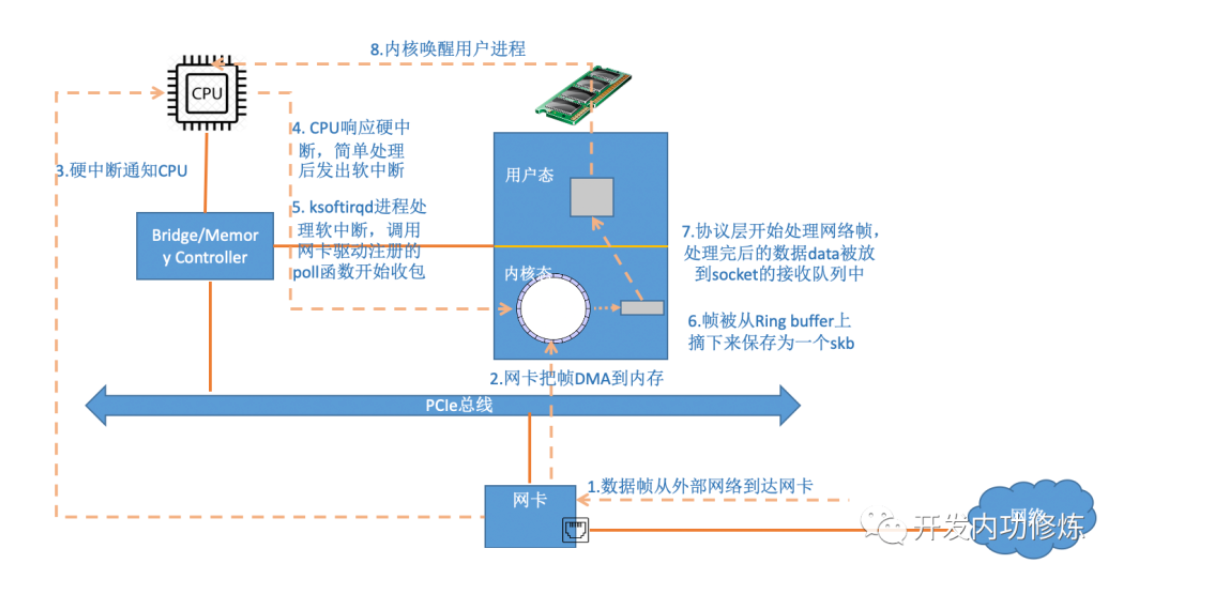 8.内核唤醒用户进程
CPU
4. CPU响应硬中
断，简单处理
后发出软中断
3.硬中断通知CPU
用户态
5. ksoftirqd进程处
理软中断，调用
网卡驱动注册的
poll函数开始收包
Bridge/Memor
y Controller
7.协议层开始处理网络帧，
处理完后的数据data被放
到socket的接收队列中
内核态
6.帧被从Ring buffer上
摘下来保存为一个skb
2.网卡把帧DMA到内存
PCIe总线
1.数据帧从外部网络到达网卡
网卡
网络
开发内功修炼